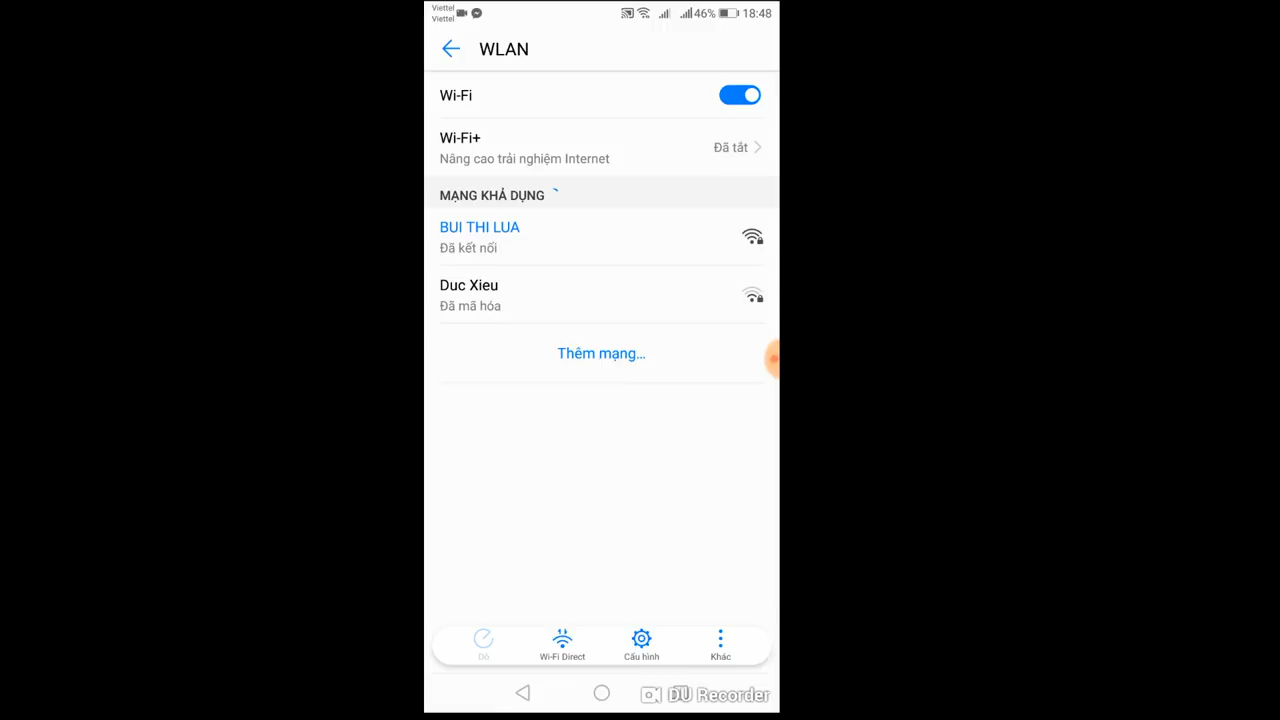 Viettel
Viettel
46%
18:48
WLAN
Wi-Fi
Wi-Fi+
Nâng cao trải nghiệm Internet
Đã tắt
MẠNG KHẢ DỤNG
BUI THI LUA
Đã kết nối
Duc Xieu
Đã mã hóa
Thêm mạng...
Dò
Wi-Fi Direct
Cấu hình
Khác
DU Recorder